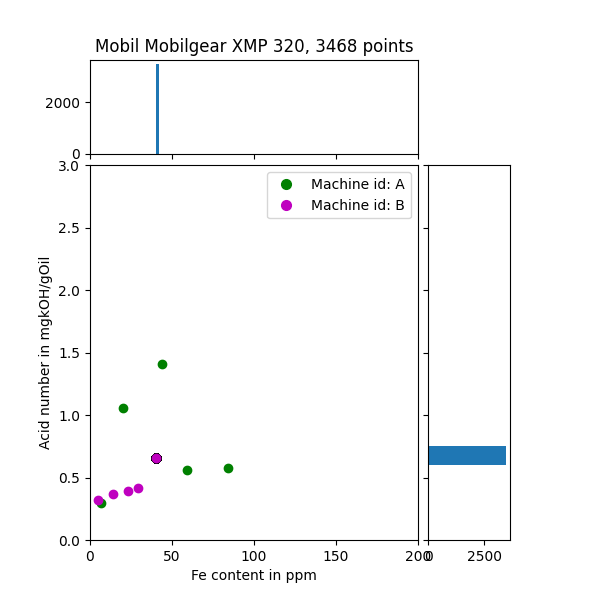 Mobil Mobilgear XMP 320, 3468 points
2000
0
3.0
2.5
2.0
1.5
1.0
0.5
0.0
Acid number in mgkOH/gOil
Machine id: A
Machine id: B
0 50 100 150 200
0 2500
Fe content in ppm